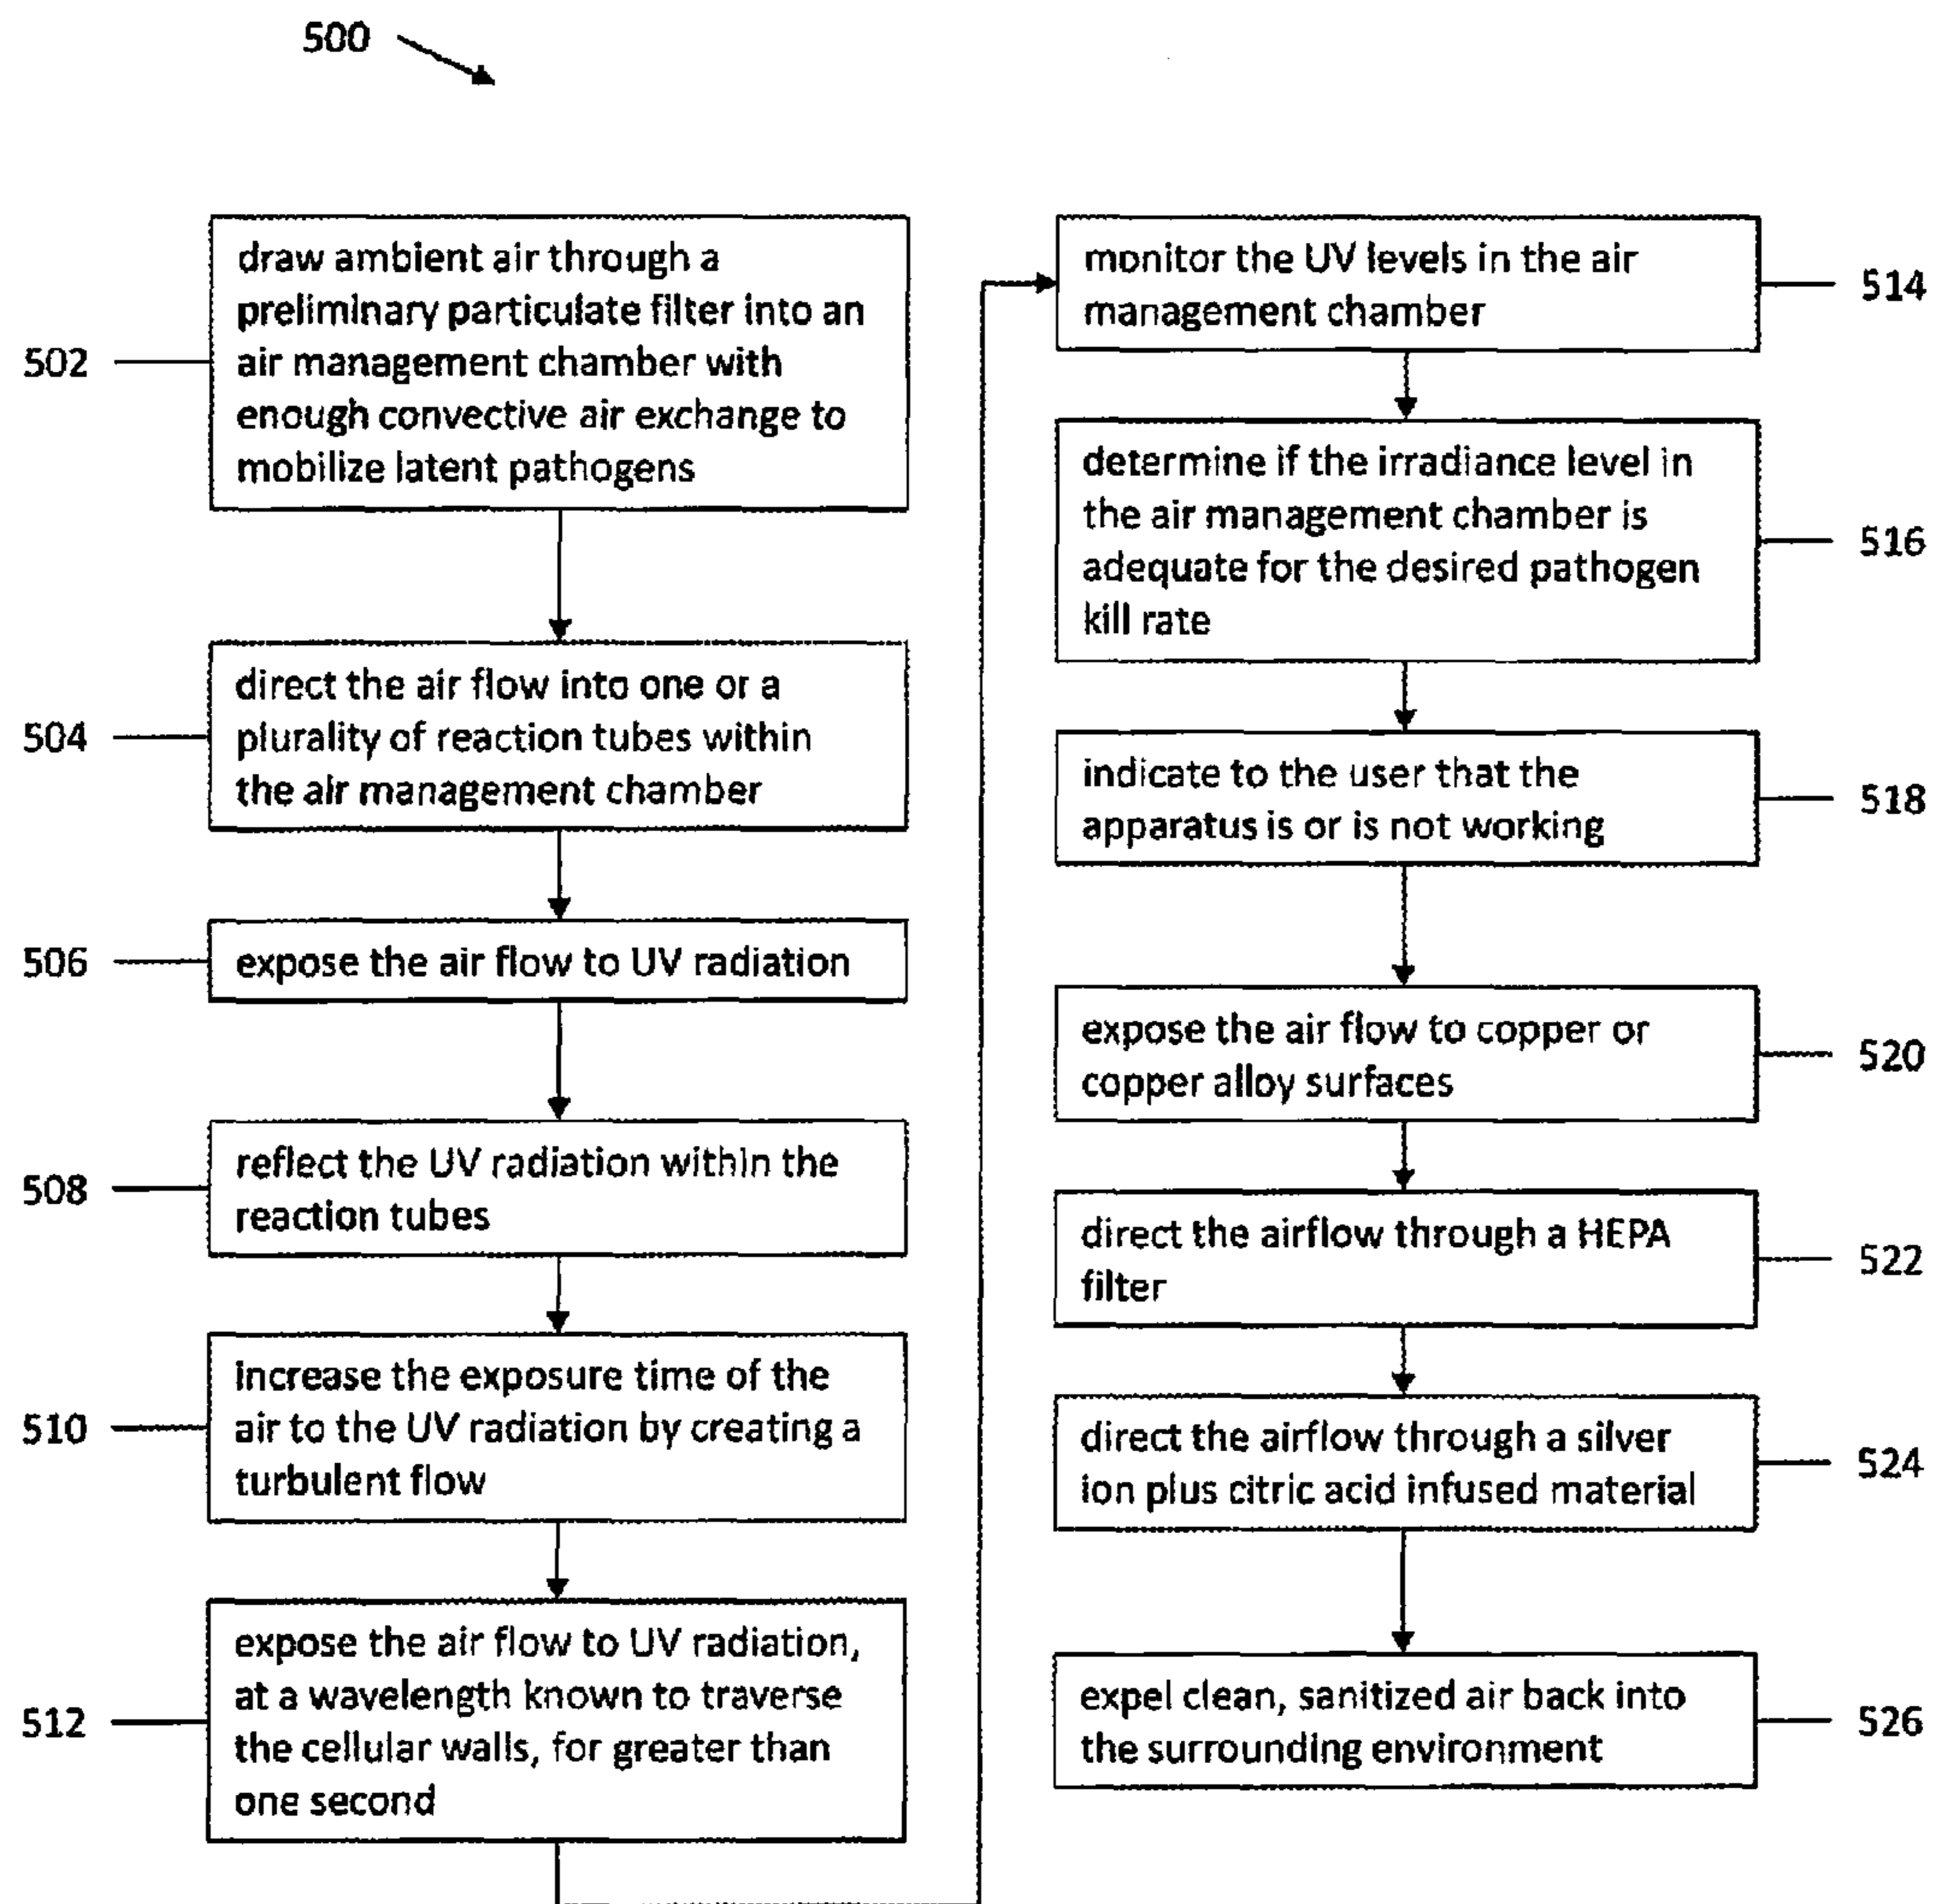 500
502
draw ambient air through a
preliminary particulate filter into an
air management chamber with
enough convective air exchange to
mobilize latent pathogens
504
direct the air flow into one or a
plurality of reaction tubes within
the air management chamber
506
expose the air flow to UV radiation
508
reflect the UV radiation within the
reaction tubes
510
increase the exposure time of the
air to the UV radiation by creating a
turbulent flow
512
expose the air flow to UV radiation,
at a wavelength known to traverse
the cellular walls, for greater than
one second
monitor the UV levels in the air
management chamber
514
determine if the irradiance level in
the air management chamber is
adequate for the desired pathogen
kill rate
516
indicate to the user that the
apparatus is or is not working
518
expose the air flow to copper or
copper alloy surfaces
520
direct the airflow through a HEPA
filter
522
direct the airflow through a silver
ion plus citric acid infused material
524
expel clean, sanitized air back into
the surrounding environment
526